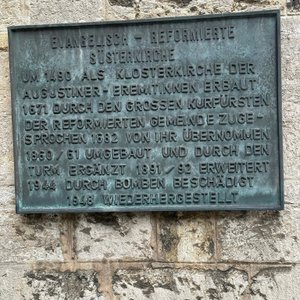 EVANGELISCH - REFORMIERTE
SÜSTERKIRCHE
UM 1490 ALS KLOSTERKIRCHE DER
AUGUSTINER-EREMITINNEN ERBAUT
1671 DURCH DEN GROSSEN KURFÜRSTEN
DER REFORMIERTEN GEMEINDE ZUGE-
SPROCHEN 1682 VON IHR ÜBERNOMMEN
1860/61 UMGEBAUT, UND DURCH DEN
TURM ERGÄNZT 1891/92 ERWEITERT
1944 DURCH BOMBEN BESCHÄDIGT
1948 WIEDERHERGESTELLT